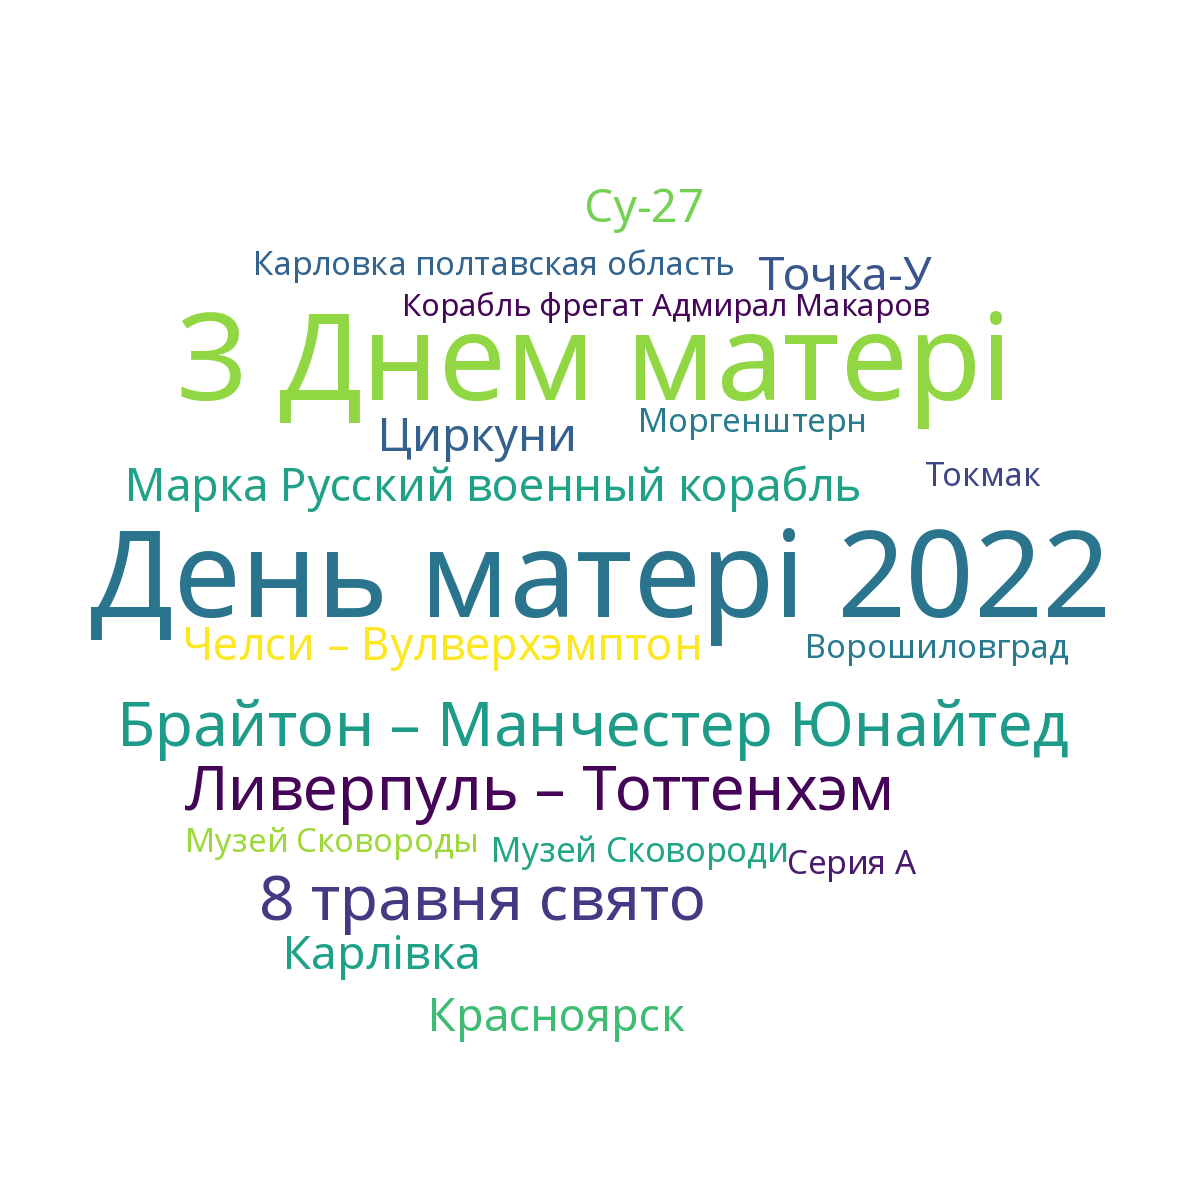 Су-27
Карловка полтавская область
Точка-У
Корабль фрегат Адмирал Макаров
З Днем матері
Циркуни
Моргенштерн
Марка Русский военный корабль
Токмак
День матері 2022
Челси – Вулверхэмптон
Ворошиловград
Брайтон – Манчестер Юнайтед
Ливерпуль – Тоттенхэм
Музей Сковороды
Музей Сковороди
Серия А
8 травня свято
Карлівка
Красноярск